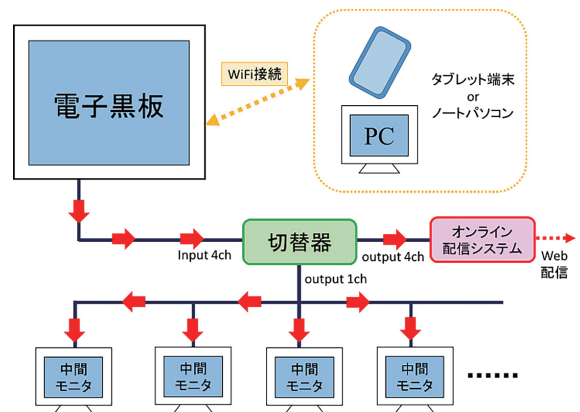 電子黒板
WiFi接続
タブレット端末
or
ノートパソコン
PC
Input 4ch
切替器
output 4ch
オンライン
配信システム
Web
配信
output 1ch
中間
モニタ
中間
モニタ
中間
モニタ
中間
モニタ
……